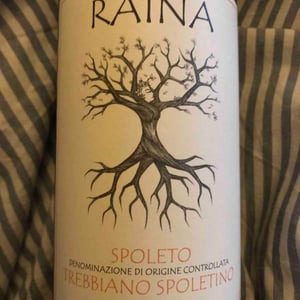 RAINA
SPOLETO
DENOMINAZIONE DI ORIGINE CONTROLLATA
TREBBIANO SPOLETINO